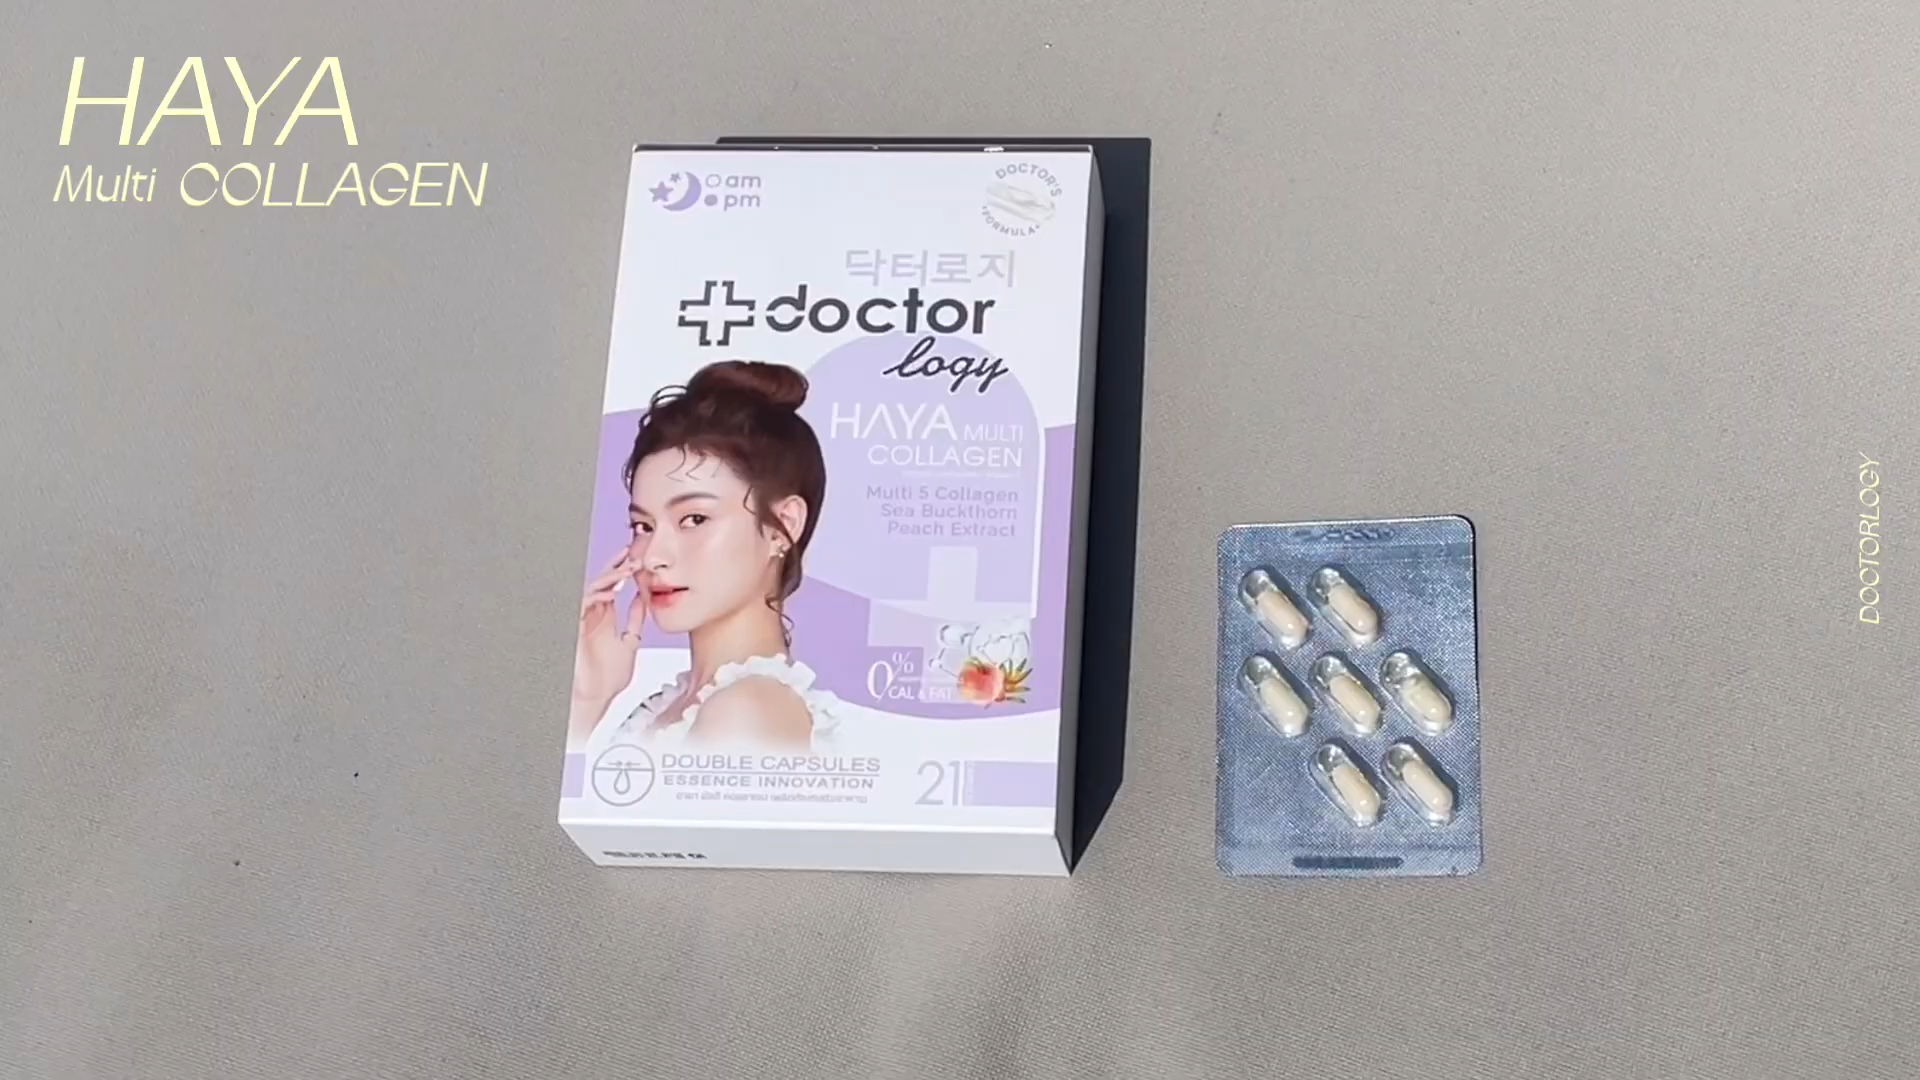 HAYA
Multi COLLAGEN
am
pm
DOCTOR'S
FORMULA
닥터로지
doctor
logy
HAYA MULTI
COLLAGEN
Multi 5 Collagen
Sea Buckthorn
Peach Extract
0%
CAL & FAT
DOUBLE CAPSULES
ESSENCE INNOVATION
21
DOCTORLOGY